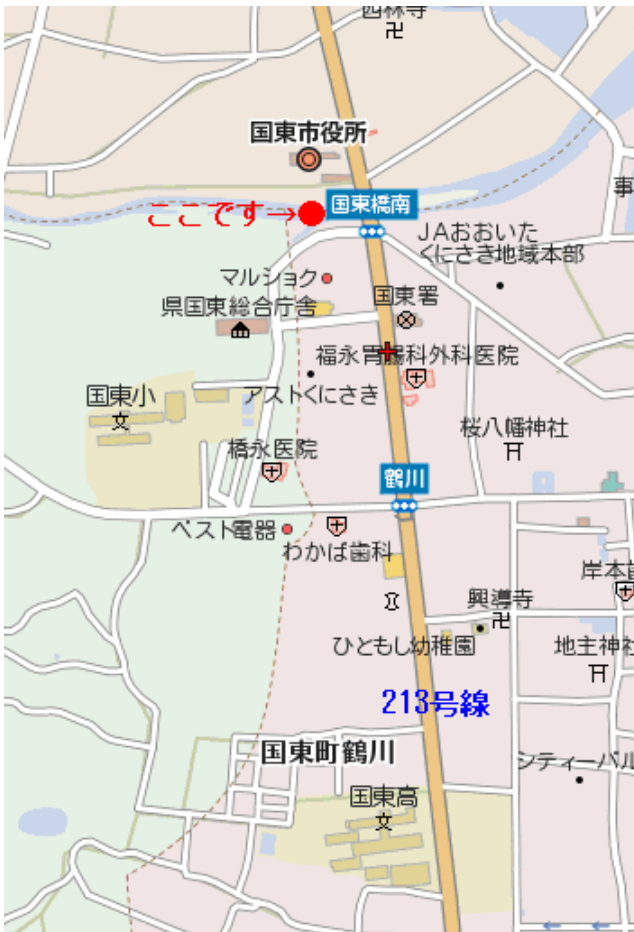 西林寺
国東市役所
ここです→
国東橋南
事
JAおおいた
くにさき地域本部
マルショク
国東署
県国東総合庁舎
福永胃腸科外科医院
国東小
アストくにさき
桜八幡神社
橋永医院
鶴川
ベスト電器
わかば歯科
岸本歯
興導寺
ひともし幼稚園
地主神社
213号線
国東町鶴川
シティーパル
国東高